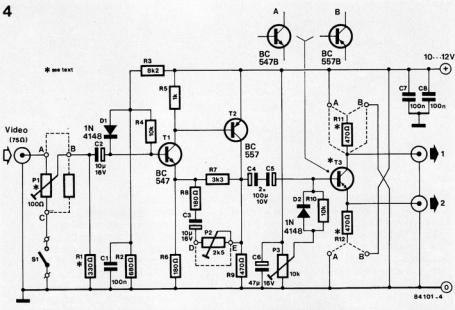 4
A
B
BC
547B
BC
557B
10...12V
R3
8k2
* see text
R5
1k
C7
100n
C8
100n
A
B
R11
470Ω
D1
1N
4148
R4
10k
T2
BC
557
Video
(75Ω)
A
B
C2
10µ
16V
T1
BC
547
1
*
T3
P1
*
100Ω
R7
3k3
C4
C5
2x
100µ
10V
R8
180Ω
D2
1N
4148
R10
10k
2
C
C3
10µ
16V
P2
2k5
D
E
*
470Ω
R12
S1
R1
*
330Ω
C1
100n
R2
680Ω
R6
180Ω
R9
470Ω
C6
47µ
16V
P3
10k
A
B
0
84101-4